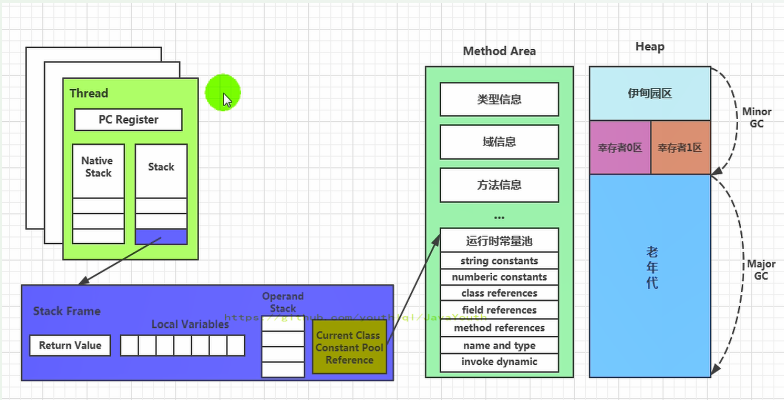 Thread
PC Register
Native
Stack
Stack
Stack Frame
Return Value
Local Variables
Operand
Stack
Current Class
Constant Pool
Reference
https://github.com/youthlql/JavaYouth
Method Area
类型信息
域信息
方法信息
...
运行时常量池
string constants
numberic constants
class references
field references
method references
name and type
invoke dynamic
Heap
伊甸园区
幸存者0区
幸存者1区
老
年
代
Minor
GC
Major
GC